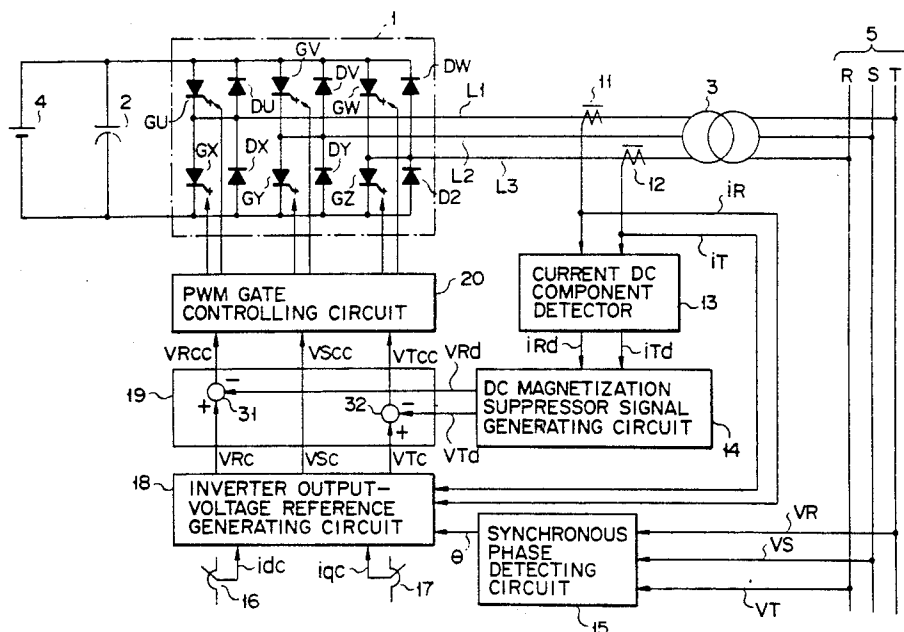 1
5
GV
DV
DW
11
3
R S T
4
2
GU
DU
GW
L1
GX
DX
DY
L2
L3
12
GY
GZ
D2
iR
iT
20
PWM GATE
CONTROLLING CIRCUIT
CURRENT DC
COMPONENT
DETECTOR
13
VRCC
VSCC
VTCC
VRd
iRd
iTd
19
31
32
DC MAGNETIZATION
SUPPRESSOR SIGNAL
GENERATING CIRCUIT
14
VTd
VRC
VSC
VTC
18
INVERTER OUTPUT-
VOLTAGE REFERENCE
GENERATING CIRCUIT
θ
SYNCHRONOUS
PHASE
DETECTING
CIRCUIT
15
VR
VS
VT
idc
iqc
16
17